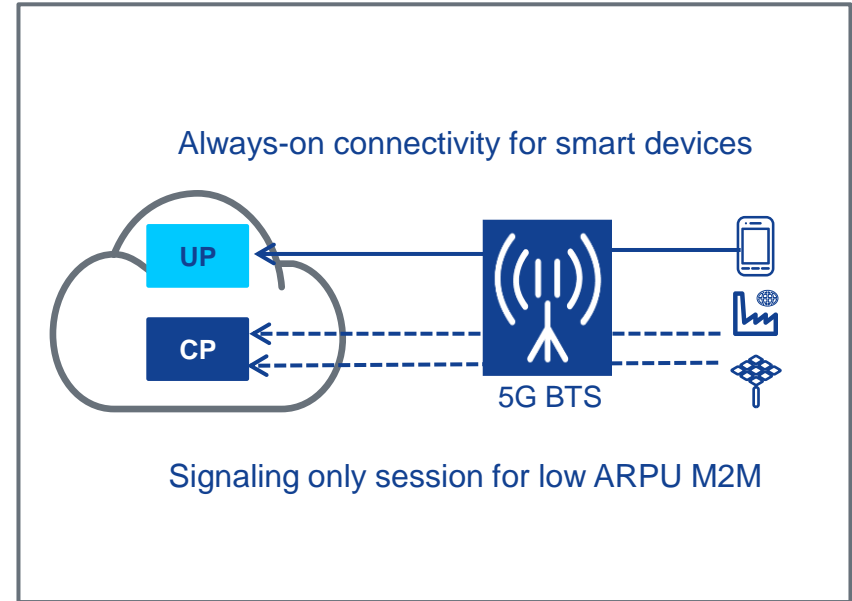 Always-on connectivity for smart devices
UP
CP
5G BTS
Signaling only session for low ARPU M2M